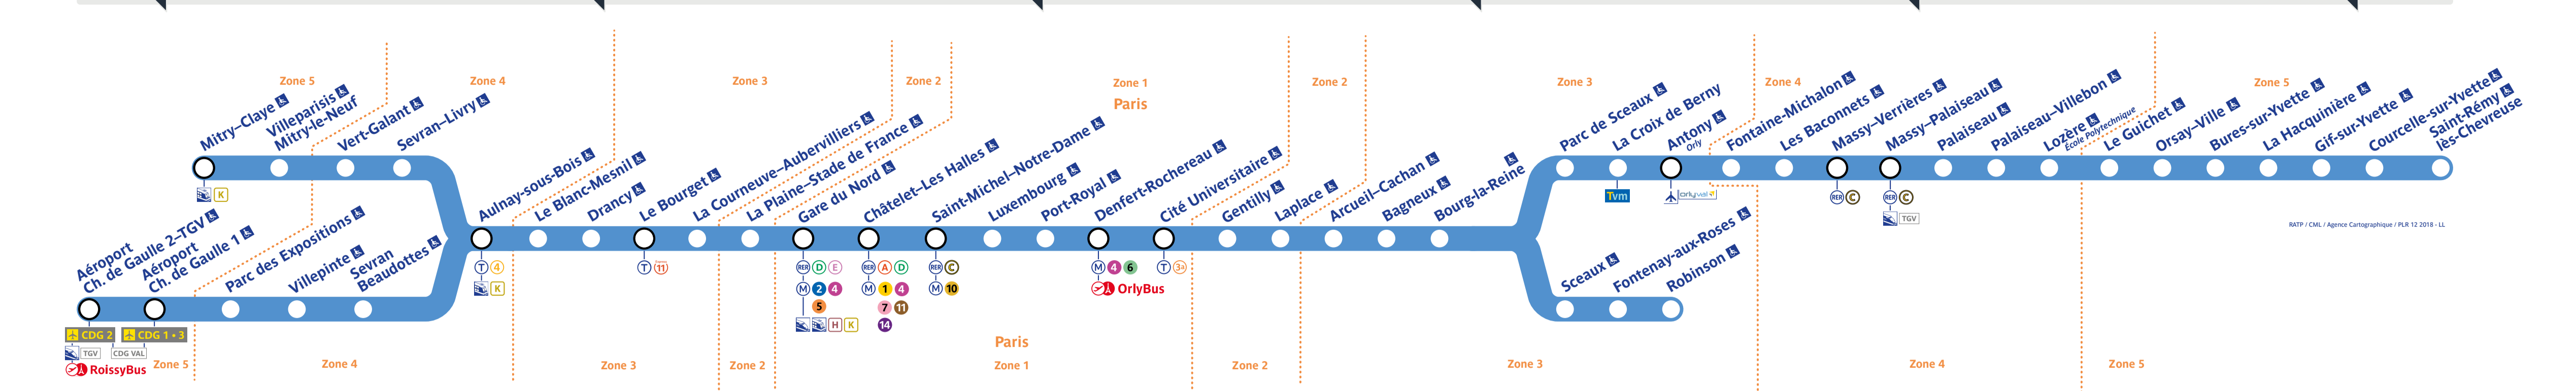 Zone 5
Zone 4
Zone 3
Zone 2
Zone 1
Paris
Zone 2
Zone 3
Zone 4
Zone 5
Mitry–Claye
Villeparisis
Mitry-le-Neuf
Vert-Galant
Sevran–Livry
K
Aéroport
Ch. de Gaulle 2-TGV
Aéroport
Ch. de Gaulle 1
Parc des Expositions
Villepinte
Sevran
Beaudottes
CDG 2
CDG 1 • 3
TGV
CDG VAL
RoissyBus
Aulnay-sous-Bois
T 4
K
Le Blanc-Mesnil
Drancy
Le Bourget
T 11
La Courneuve–Aubervilliers
La Plaine–Stade de France
Gare du Nord
RER D E
M 2 4
5
H K
Châtelet–Les Halles
RER A D
M 1 4
7 11
14
Saint-Michel–Notre-Dame
RER C
M 10
Luxembourg
Port-Royal
Denfert-Rochereau
M 4 6
OrlyBus
Cité Universitaire
T 3a
Gentilly
Laplace
Arcueil–Cachan
Bagneux
Bourg-la-Reine
Parc de Sceaux
La Croix de Berny
Tvm
Antony
Orly
orlyval
Fontaine-Michalon
Les Baconnets
Massy–Verrières
RER C
Massy–Palaiseau
RER C
TGV
Palaiseau
Palaiseau–Villebon
Lozère
École Polytechnique
Le Guichet
Orsay–Ville
Bures-sur-Yvette
La Hacquinière
Gif-sur-Yvette
Courcelle-sur-Yvette
Saint-Rémy
lès-Chevreuse
Sceaux
Fontenay-aux-Roses
Robinson
RATP / CML / Agence Cartographique / PLR 12 2018 - LL
Zone 5
Zone 4
Zone 3
Zone 2
Paris
Zone 1
Zone 2
Zone 3
Zone 4
Zone 5